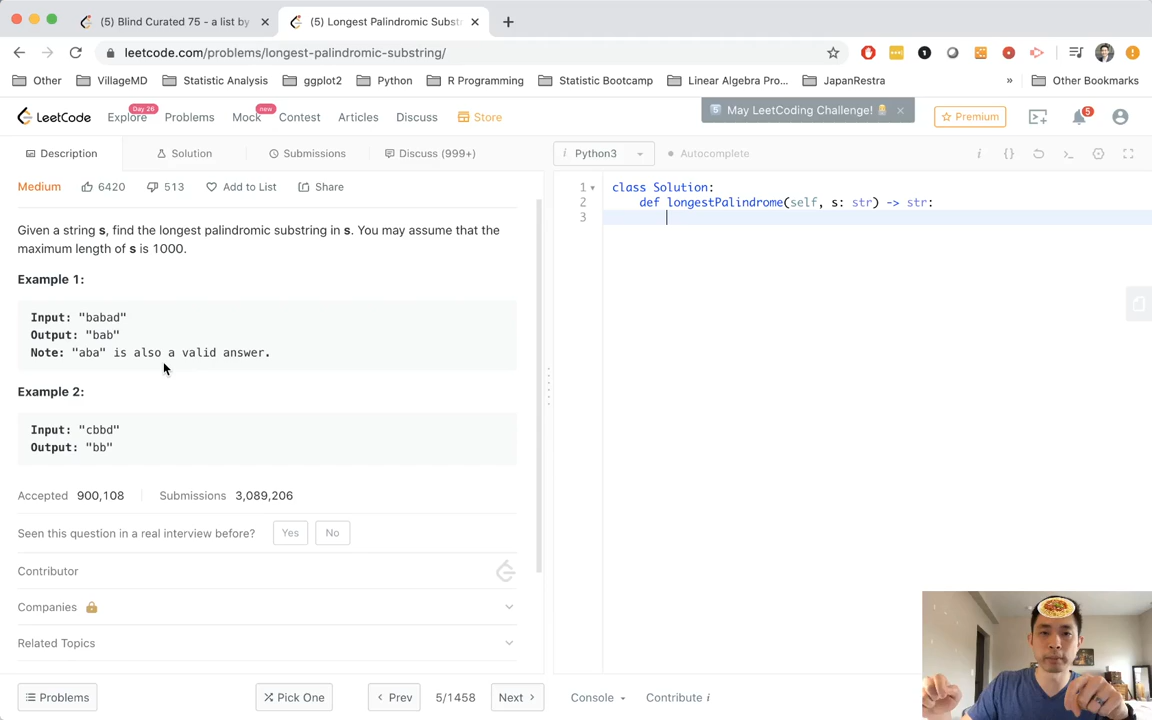 (5) Blind Curated 75 - a list by
(5) Longest Palindromic Subst
leetcode.com/problems/longest-palindromic-substring/
Other VillageMD Statistic Analysis ggplot2 Python R Programming Statistic Bootcamp Linear Algebra Pro... JapanRestra » Other Bookmarks
LeetCode Explore Day 26 Problems Mock new Contest Articles Discuss Store
May LeetCoding Challenge!
Premium
5
Description Solution Submissions Discuss (999+)
i Python3 Autocomplete
Medium 6420 513 Add to List Share
Given a string s, find the longest palindromic substring in s. You may assume that the
maximum length of s is 1000.
Example 1:
Input: "babad"
Output: "bab"
Note: "aba" is also a valid answer.
Example 2:
Input: "cbbd"
Output: "bb"
Accepted 900,108 Submissions 3,089,206
Seen this question in a real interview before? Yes No
Contributor
Companies
Related Topics
1 class Solution:
2 def longestPalindrome(self, s: str) -> str:
3
Problems Pick One Prev 5/1458 Next Console Contribute i